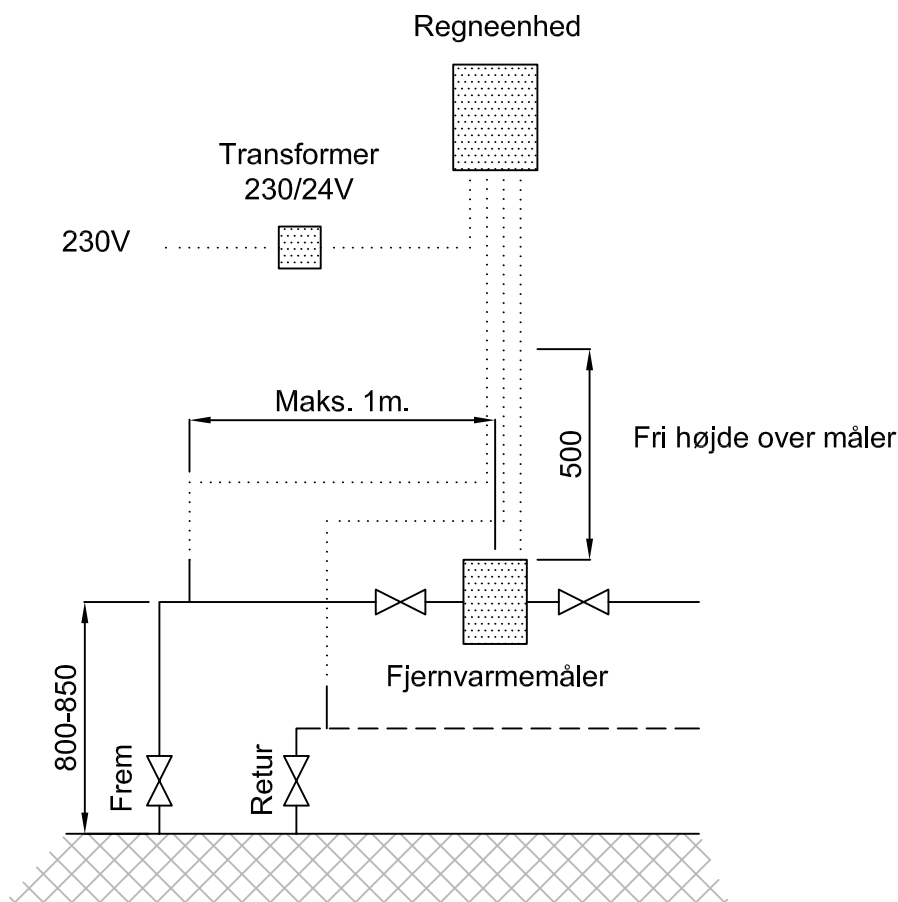 Regneenhed
Transformer
230/24V
230V
Maks. 1m.
500
Fri højde over måler
Fjernvarmemåler
800-850
Frem
Retur